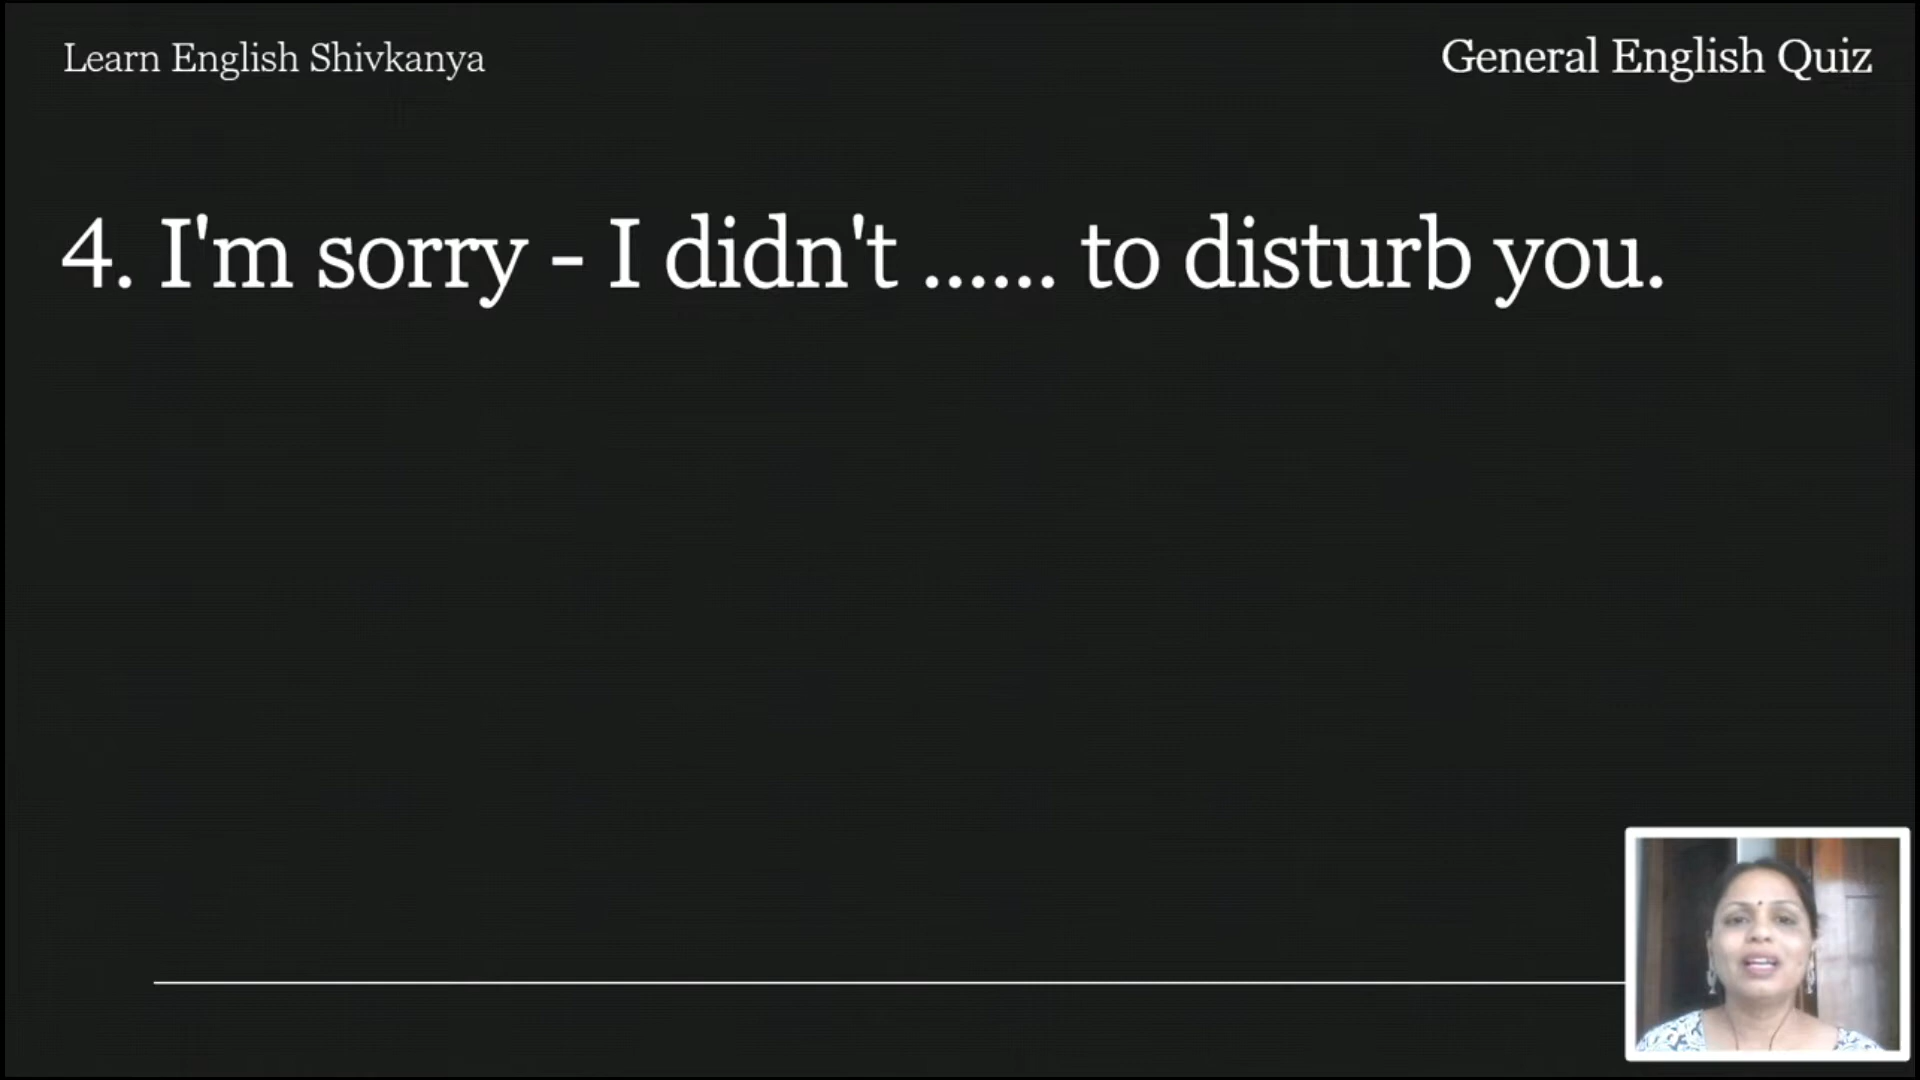 Learn English Shivkanya
General English Quiz
4. I'm sorry - I didn't ...... to disturb you.